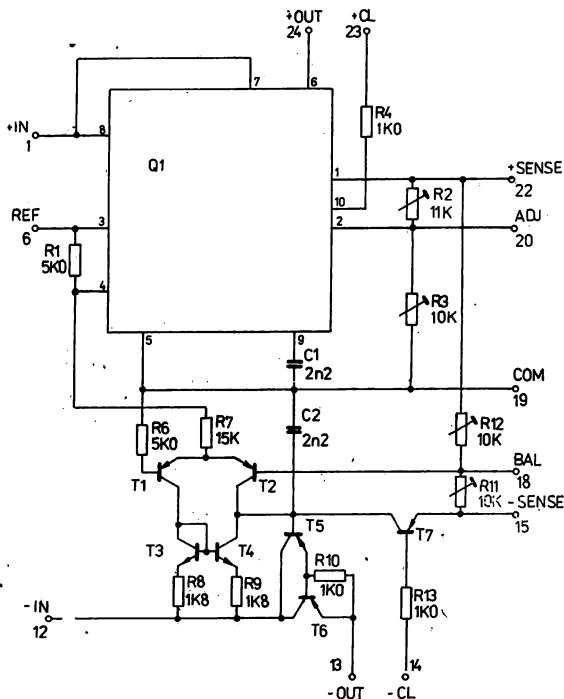 +OUT
24
+CL
23
7
6
R4
1K0
+IN
1
8
Q1
1
+SENSE
22
10
R2
11K
REF
6
3
2
ADJ
20
R1
5K0
4
R3
10K
5
9
C1
2n2
COM
19
R6
5K0
R7
15K
C2
2n2
R12
10K
T1
T2
BAL
18
R11
10K
-SENSE
15
T5
T7
T3
T4
R10
1K0
R8
1K8
R9
1K8
R13
1K0
-IN
12
T6
13
14
-OUT
-CL